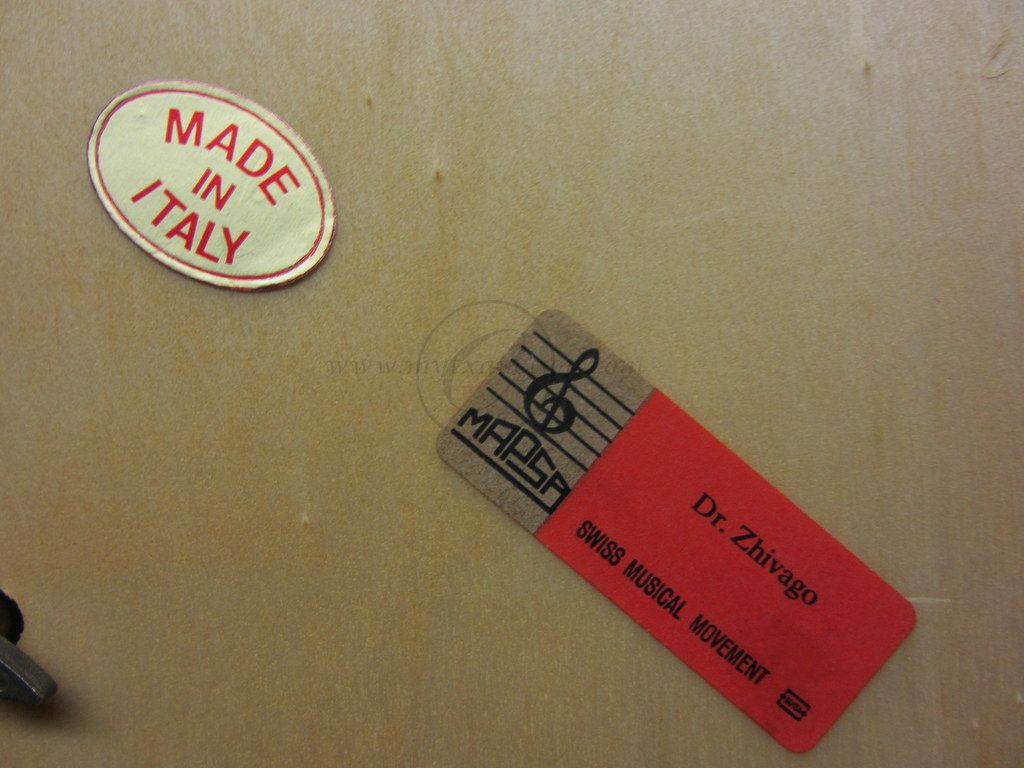 MADE
IN
ITALY
MAPSA
Dr. Zhivago
SWISS MUSICAL MOVEMENT